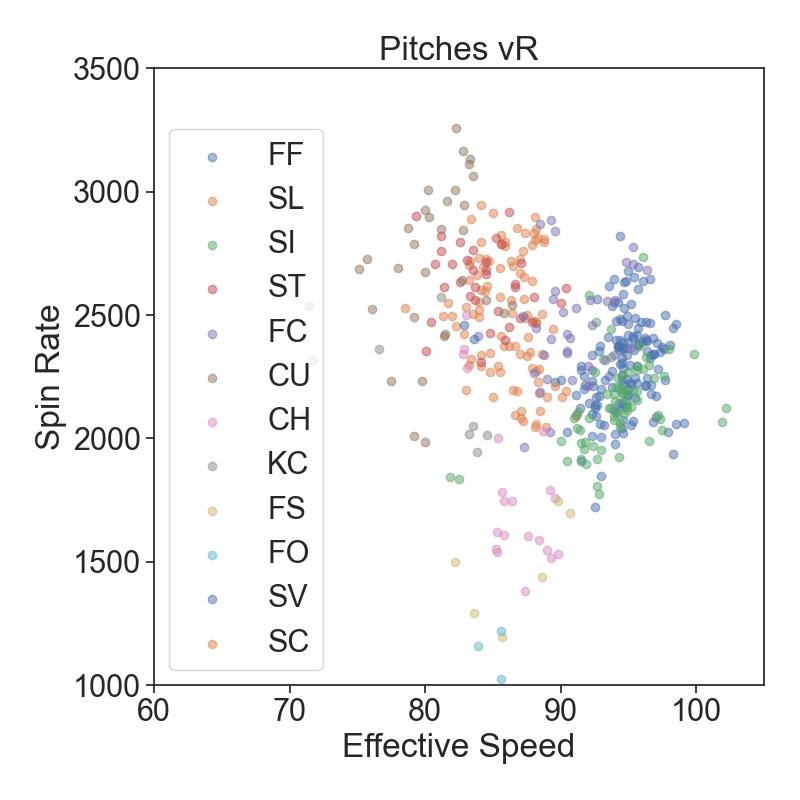 Pitches vR
3500
3000
2500
2000
1500
1000
Spin Rate
FF
SL
SI
ST
FC
CU
CH
KC
FS
FO
SV
SC
60 70 80 90 100
Effective Speed